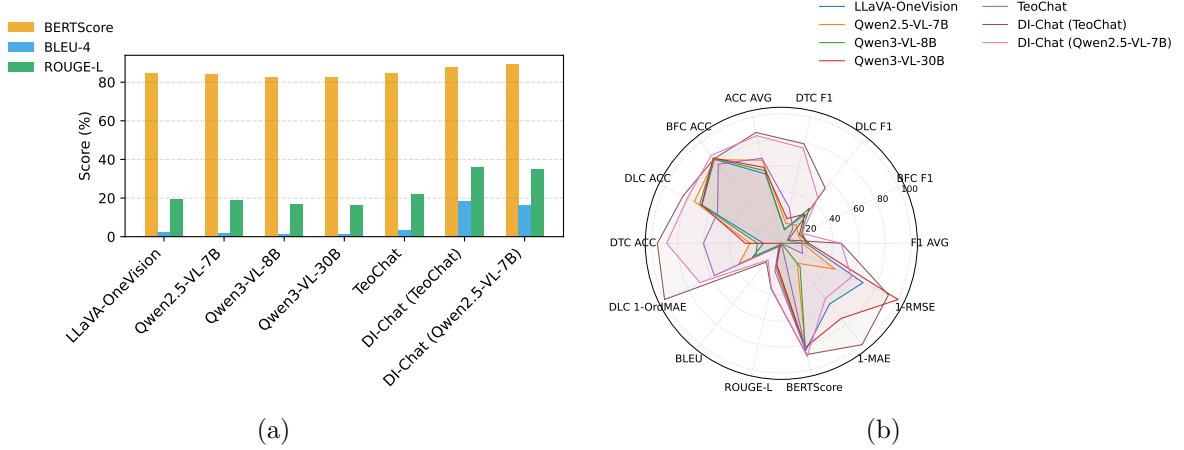 BERTScore
BLEU-4
ROUGE-L
Score (%)
80
60
40
20
0
LLaVA-OneVision
Qwen2.5-VL-7B
Qwen3-VL-8B
Qwen3-VL-30B
TeoChat
DI-Chat (TeoChat)
DI-Chat (Qwen2.5-VL-7B)
(a)
LLaVA-OneVision
Qwen2.5-VL-7B
Qwen3-VL-8B
Qwen3-VL-30B
TeoChat
DI-Chat (TeoChat)
DI-Chat (Qwen2.5-VL-7B)
ACC AVG
DTC F1
BFC ACC
DLC F1
DLC ACC
BFC F1
100
80
60
40
20
DTC ACC
F1 AVG
DLC 1-OrdMAE
1-RMSE
BLEU
1-MAE
ROUGE-L
BERTScore
(b)